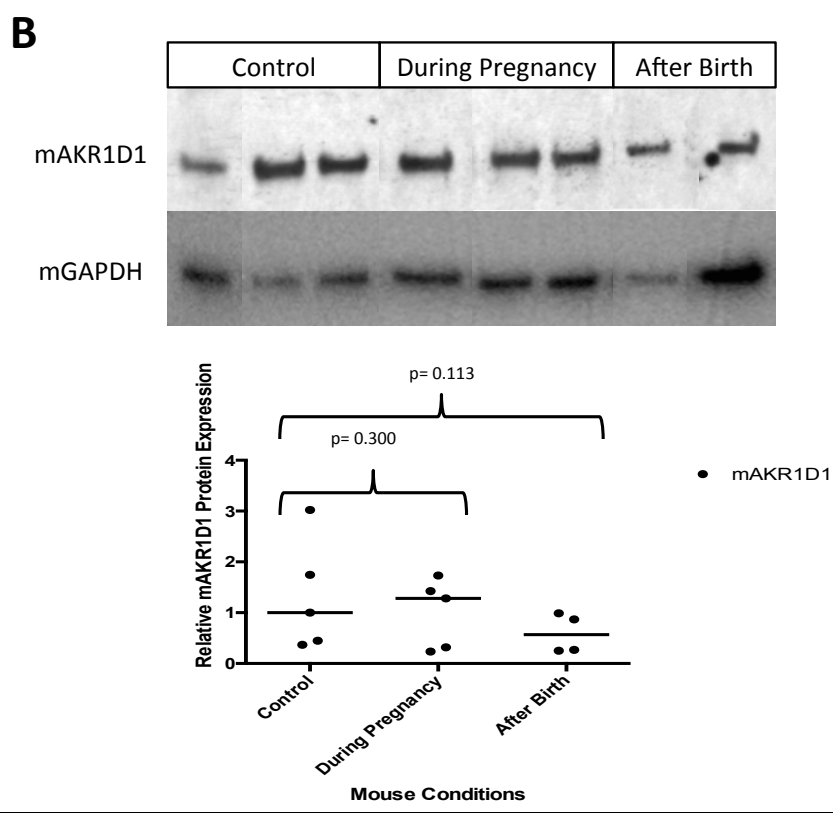 B
Control During Pregnancy After Birth
mAKR1D1
mGAPDH
p= 0.113
p= 0.300
Relative mAKR1D1 Protein Expression
4
3
2
1
0
mAKR1D1
Control
During Pregnancy
After Birth
Mouse Conditions